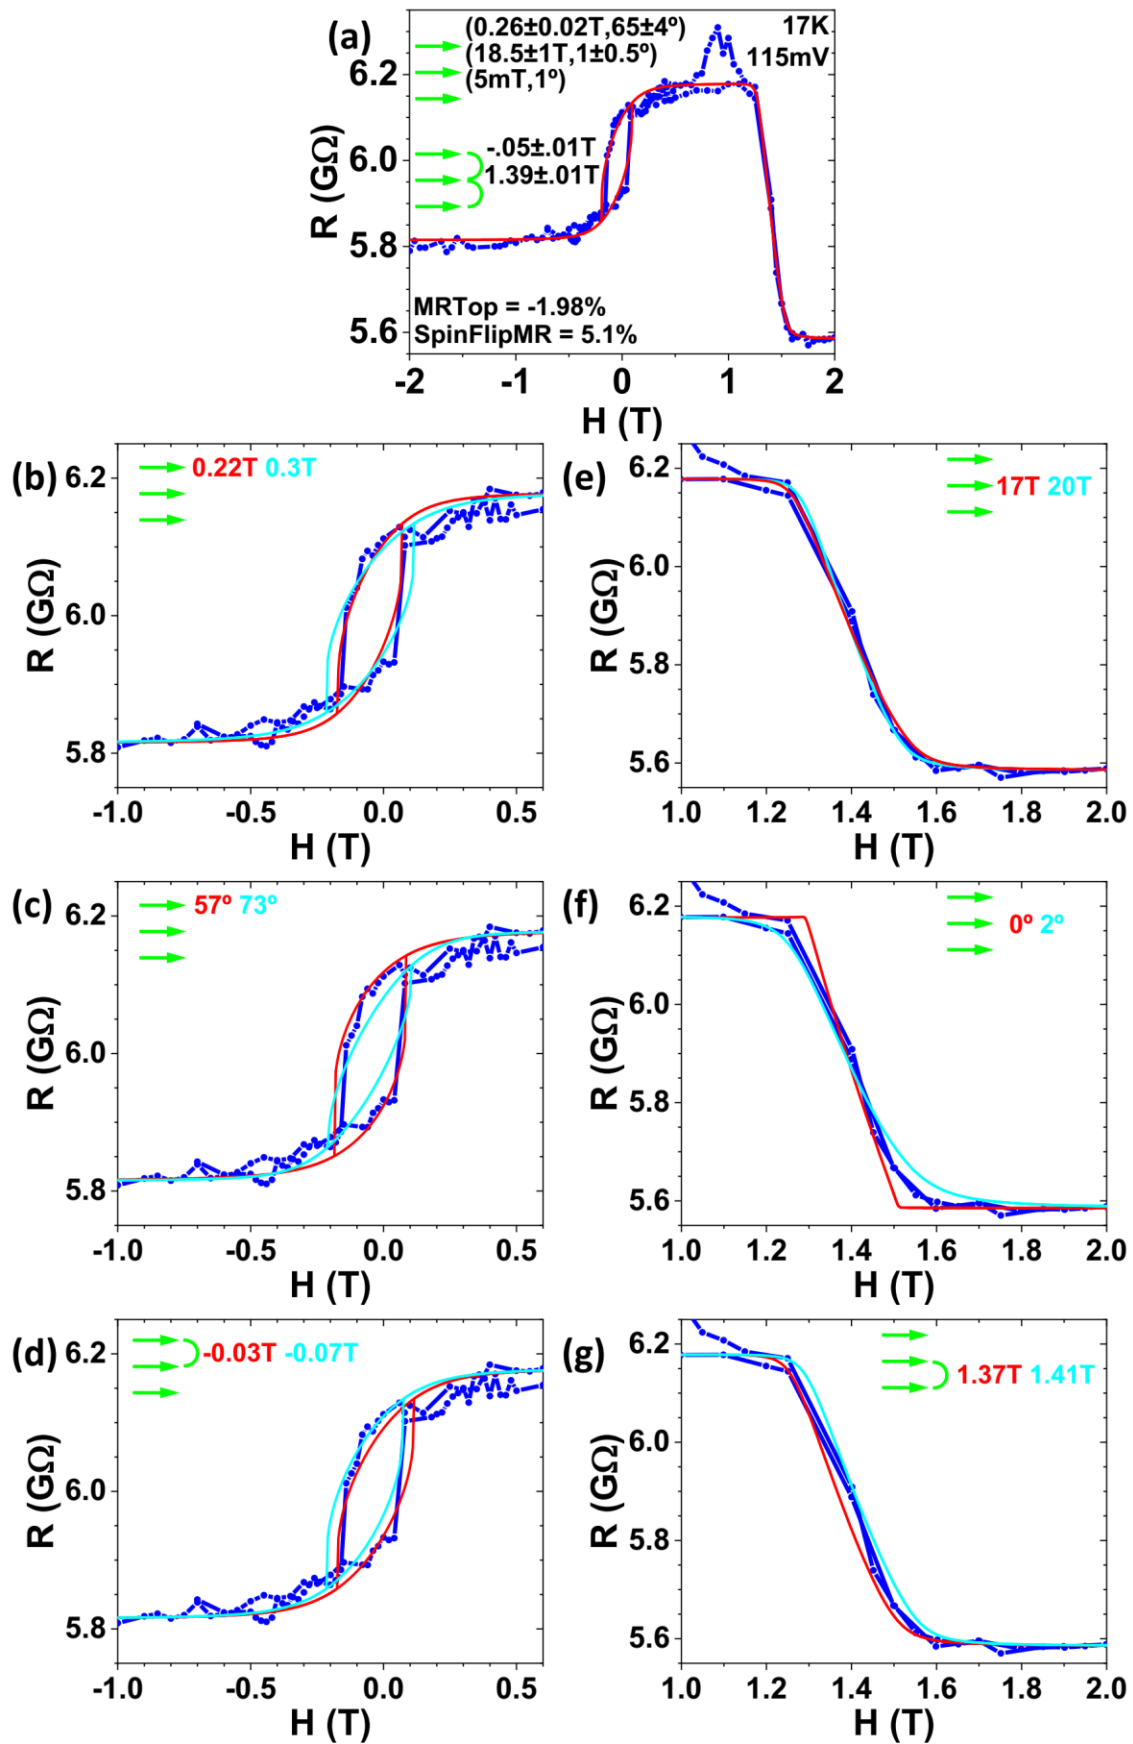 (a)
(0.26±0.02T,65±4º)
(18.5±1T,1±0.5º)
(5mT,1º)
17K
115mV
-.05±.01T
1.39±.01T
MRTop = -1.98%
SpinFlipMR = 5.1%
R (GΩ)
6.2
6.0
5.8
5.6
-2 -1 0 1 2
H (T)
(b)
0.22T 0.3T
R (GΩ)
6.2
6.0
5.8
-1.0 -0.5 0.0 0.5
H (T)
(e)
17T 20T
R (GΩ)
6.2
6.0
5.8
5.6
1.0 1.2 1.4 1.6 1.8 2.0
H (T)
(c)
57º 73º
R (GΩ)
6.2
6.0
5.8
-1.0 -0.5 0.0 0.5
H (T)
(f)
0º 2º
R (GΩ)
6.2
6.0
5.8
5.6
1.0 1.2 1.4 1.6 1.8 2.0
H (T)
(d)
-0.03T -0.07T
R (GΩ)
6.2
6.0
5.8
-1.0 -0.5 0.0 0.5
H (T)
(g)
1.37T 1.41T
R (GΩ)
6.2
6.0
5.8
5.6
1.0 1.2 1.4 1.6 1.8 2.0
H (T)